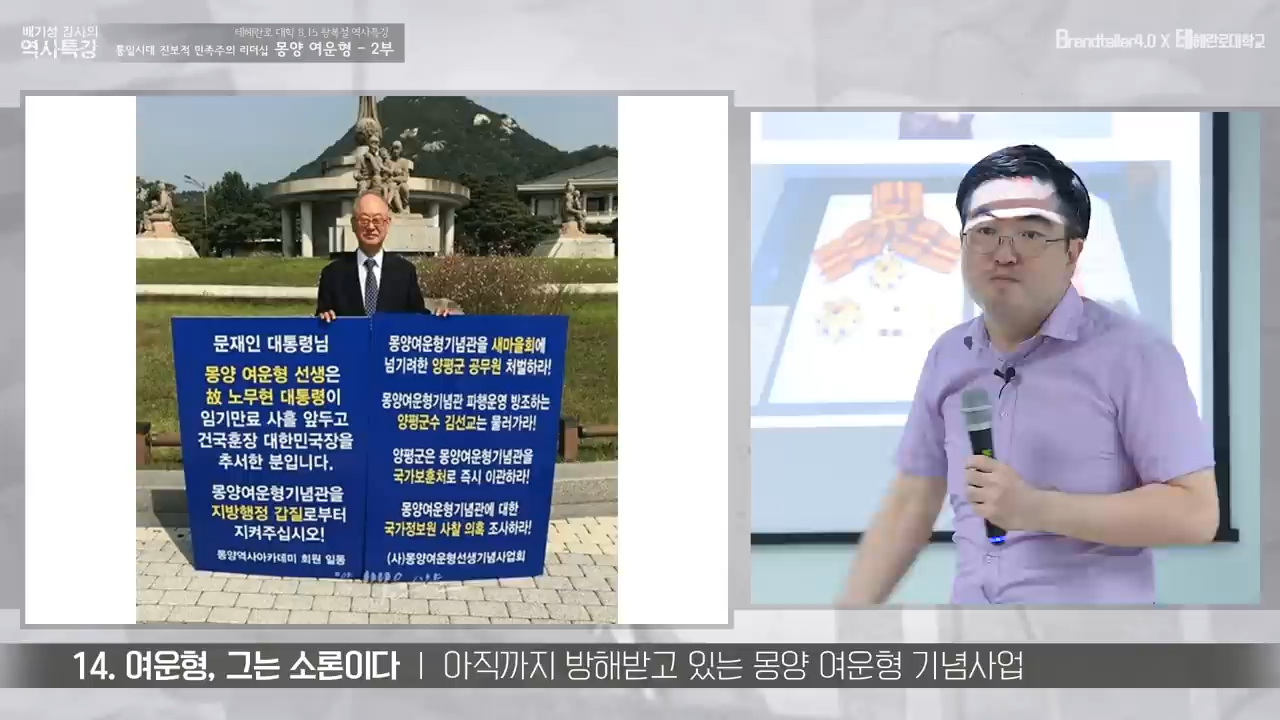 배기성 강사의
역사특강
테헤란로 대학 8.15 광복절 역사특강
통일시대 진보적 민족주의 리더십 몽양 여운형 - 2부
Brandtailer4.0 X 테헤란로대학교
문재인 대통령님
몽양 여운형 선생은
故 노무현 대통령이
임기만료 사흘 앞두고
건국훈장 대한민국장을
추서한 분입니다.
몽양여운형기념관을
지방행정 갑질로부터
지켜주십시오!
몽양역사아카데미 회원 일동
몽양여운형기념관을 새마을회에
넘기려한 양평군 공무원 처벌하라!
몽양여운형기념관 파행운영 방조하는
양평군수 김선교는 물러가라!
양평군은 몽양여운형기념관을
국가보훈처로 즉시 이관하라!
몽양여운형기념관에 대한
국가정보원 사찰 의혹 조사하라!
(사)몽양여운형선생기념사업회
14. 여운형, 그는 소론이다 | 아직까지 방해받고 있는 몽양 여운형 기념사업